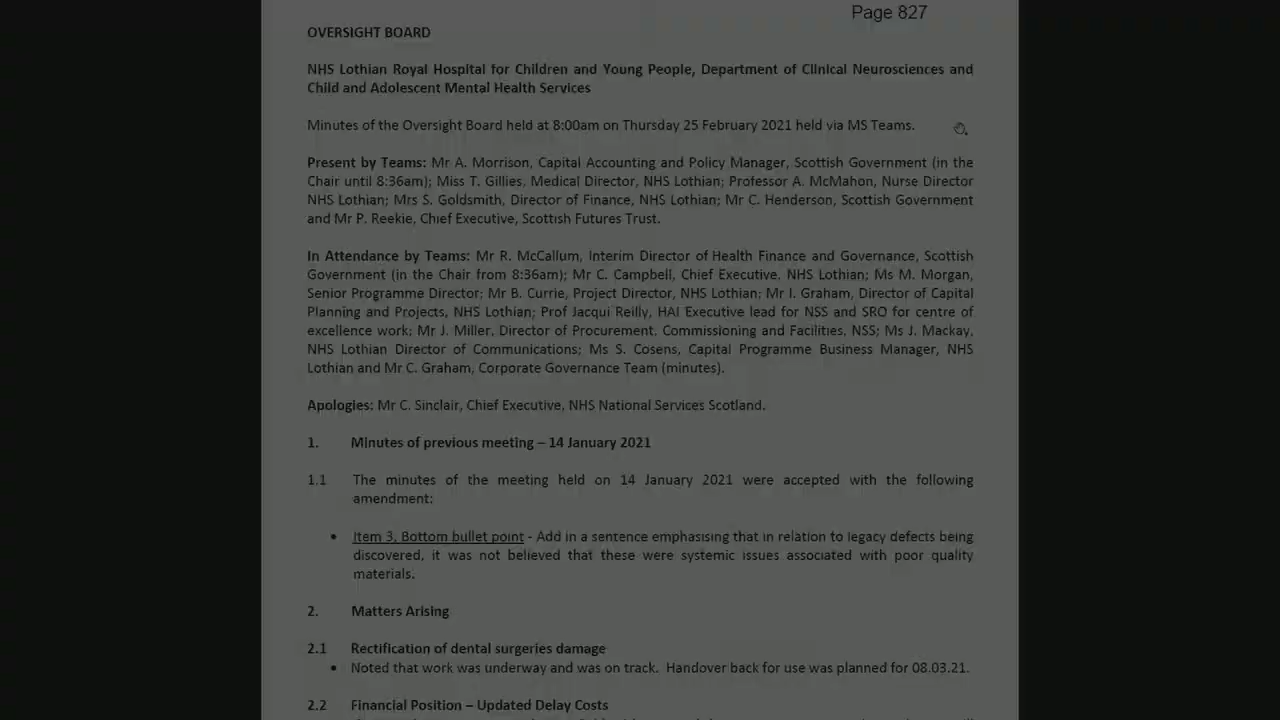 Page 827
OVERSIGHT BOARD
NHS Lothian Royal Hospital for Children and Young People, Department of Clinical Neurosciences and
Child and Adolescent Mental Health Services
Minutes of the Oversight Board held at 8:00am on Thursday 25 February 2021 held via MS Teams.
Present by Teams: Mr A. Morrison, Capital Accounting and Policy Manager, Scottish Government (in the
Chair until 8:36am); Miss T. Gillies, Medical Director, NHS Lothian; Professor A. McMahon, Nurse Director
NHS Lothian; Mrs S. Goldsmith, Director of Finance, NHS Lothian; Mr C. Henderson, Scottish Government
and Mr P. Reekie, Chief Executive, Scottish Futures Trust.
In Attendance by Teams: Mr R. McCallum, Interim Director of Health Finance and Governance, Scottish
Government (in the Chair from 8:36am); Mr C. Campbell, Chief Executive, NHS Lothian; Ms M. Morgan,
Senior Programme Director; Mr B. Currie, Project Director, NHS Lothian; Mr I. Graham, Director of Capital
Planning and Projects, NHS Lothian; Prof Jacqui Reilly, HAI Executive lead for NSS and SRO for centre of
excellence work; Mr J. Miller, Director of Procurement, Commissioning and Facilities, NSS; Ms J. Mackay,
NHS Lothian Director of Communications; Ms S. Cosens, Capital Programme Business Manager, NHS
Lothian and Mr C. Graham, Corporate Governance Team (minutes).
Apologies: Mr C. Sinclair, Chief Executive, NHS National Services Scotland.
1. Minutes of previous meeting – 14 January 2021
1.1 The minutes of the meeting held on 14 January 2021 were accepted with the following
amendment:
• Item 3, Bottom bullet point - Add in a sentence emphasising that in relation to legacy defects being
discovered, it was not believed that these were systemic issues associated with poor quality
materials.
2. Matters Arising
2.1 Rectification of dental surgeries damage
• Noted that work was underway and was on track. Handover back for use was planned for 08.03.21.
2.2 Financial Position – Updated Delay Costs